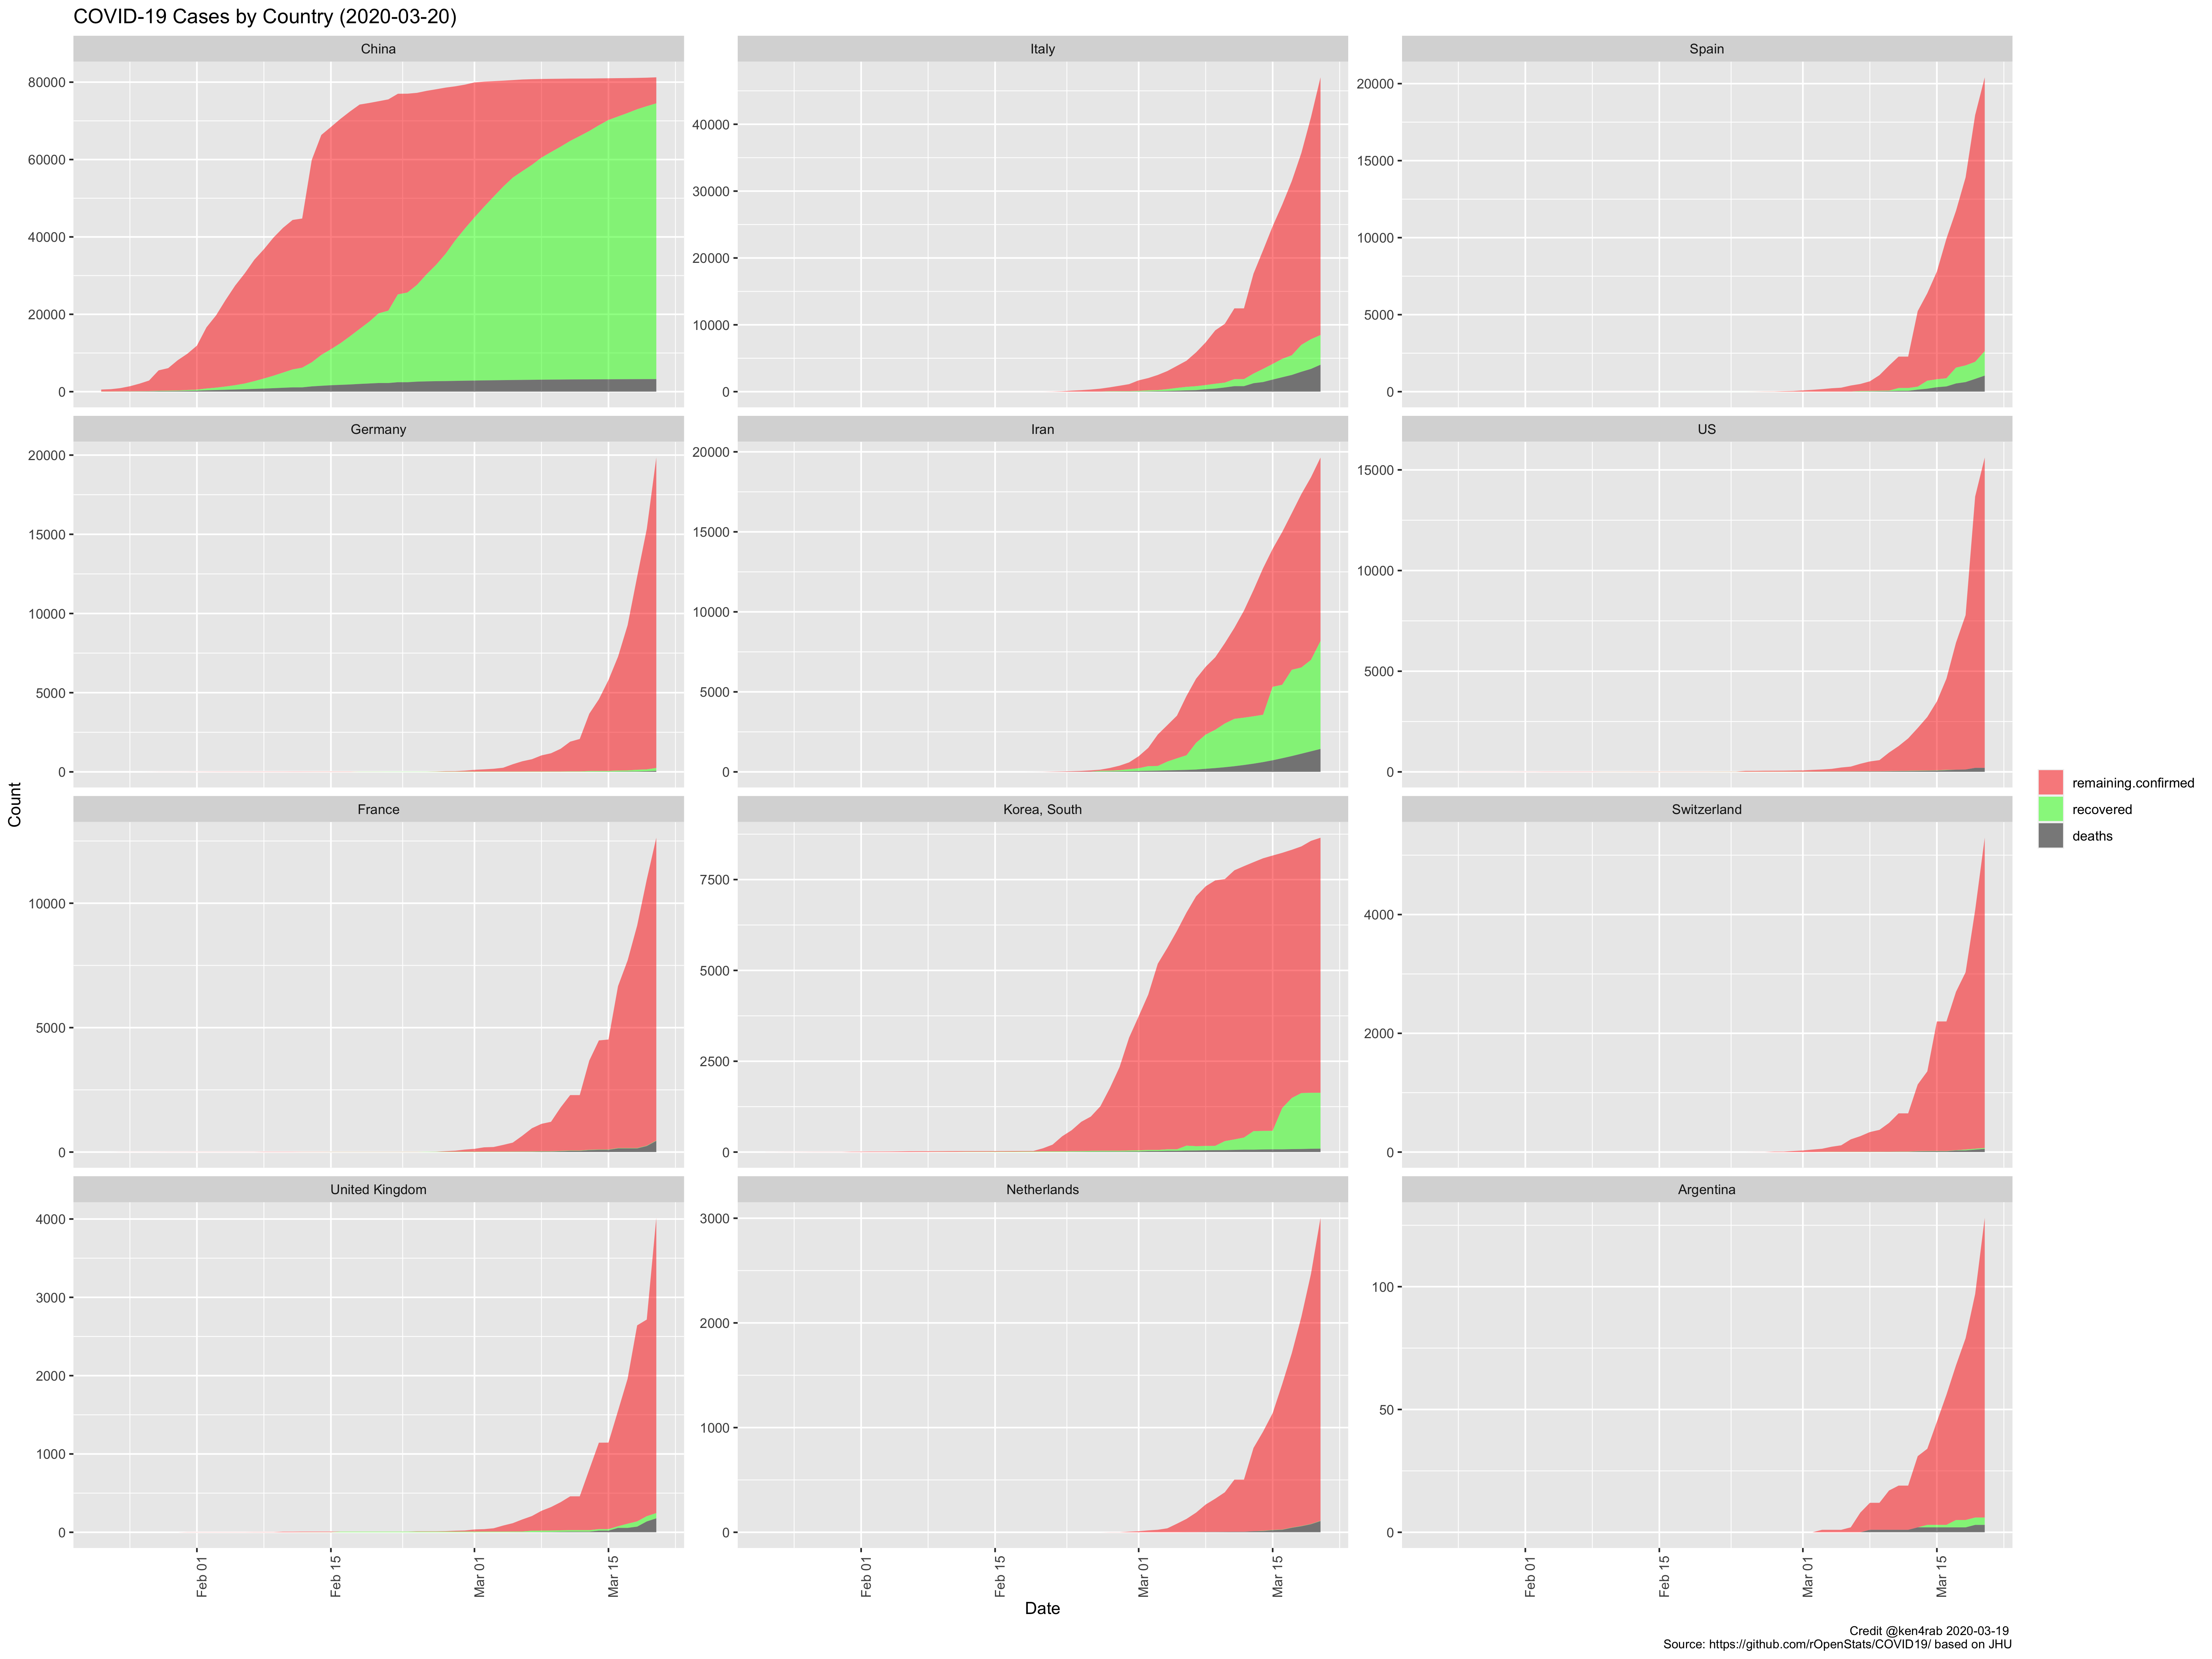 COVID-19 Cases by Country (2020-03-20)
China
Italy
Spain
80000
60000
40000
20000
0
40000
30000
20000
10000
0
20000
15000
10000
5000
0
Germany
Iran
US
20000
15000
10000
5000
0
20000
15000
10000
5000
0
15000
10000
5000
0
Count
France
Korea, South
Switzerland
10000
5000
0
7500
5000
2500
0
4000
2000
0
remaining.confirmed
recovered
deaths
United Kingdom
Netherlands
Argentina
4000
3000
2000
1000
0
3000
2000
1000
0
100
50
0
Feb 01
Feb 15
Mar 01
Mar 15
Feb 01
Feb 15
Mar 01
Mar 15
Feb 01
Feb 15
Mar 01
Mar 15
Date
Credit @ken4rab 2020-03-19
Source: https://github.com/rOpenStats/COVID19/ based on JHU